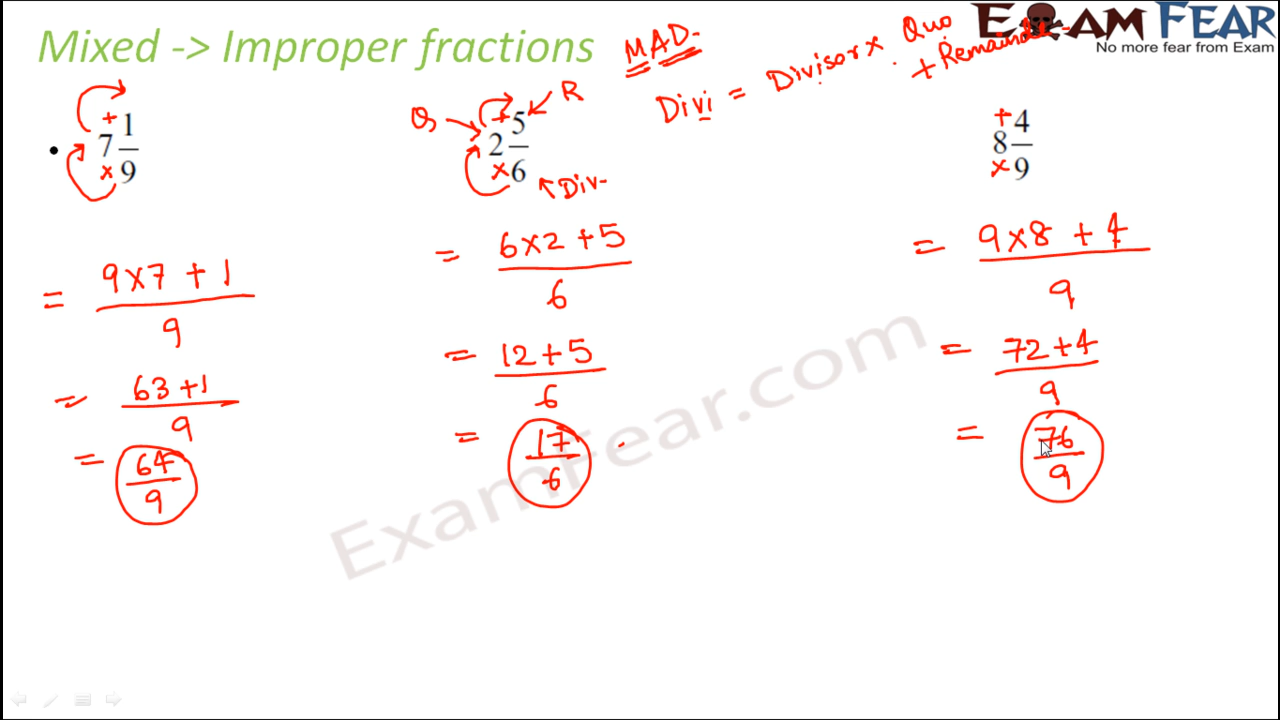 Mixed -> Improper fractions
MAD-
Divi = Divisor x Quo
+ Remainder
EXAM FEAR
No more fear from Exam
• 7 + 1/9 x
Q 2 + 5/6 x R
Div-
8 + 4/9 x
= 9x7 + 1 / 9
= 63 + 1 / 9
= 64/9
= 6x2 + 5 / 6
= 12 + 5 / 6
= 17/6
= 9x8 + 4 / 9
= 72 + 4 / 9
= 76/9
ExamFear.com